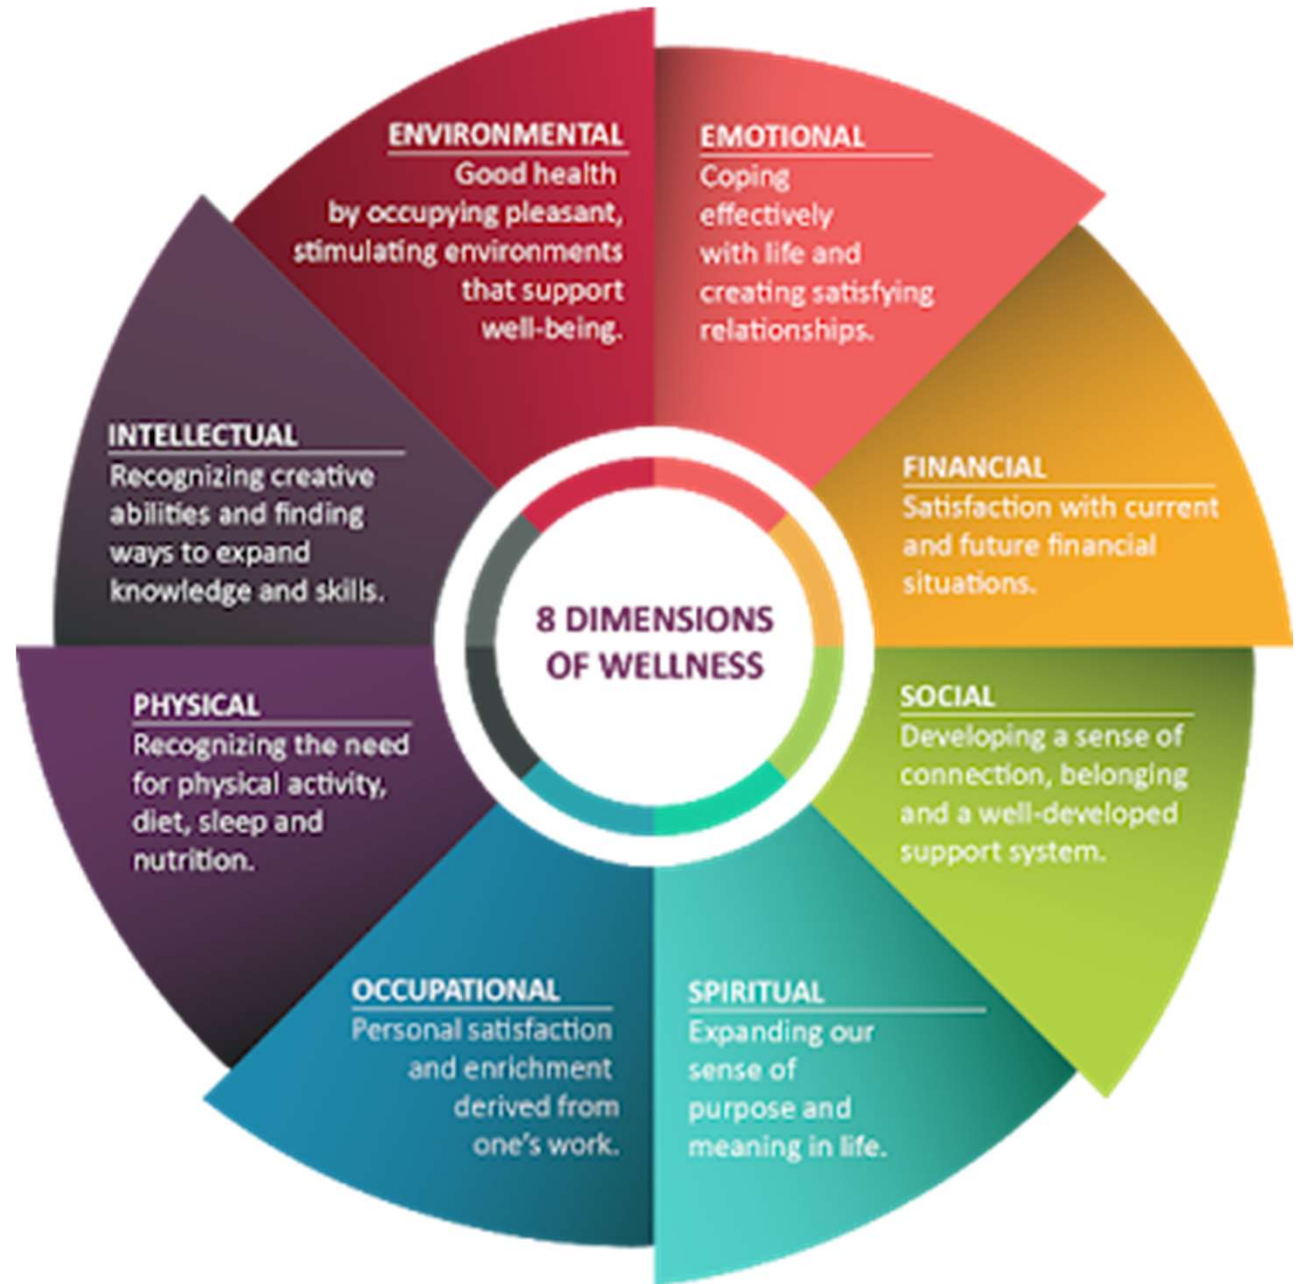 ENVIRONMENTAL
Good health
by occupying pleasant,
stimulating environments
that support
well-being.
EMOTIONAL
Coping
effectively
with life and
creating satisfying
relationships.
FINANCIAL
Satisfaction with current
and future financial
situations.
SOCIAL
Developing a sense of
connection, belonging
and a well-developed
support system.
SPIRITUAL
Expanding our
sense of
purpose and
meaning in life.
OCCUPATIONAL
Personal satisfaction
and enrichment
derived from
one's work.
PHYSICAL
Recognizing the need
for physical activity,
diet, sleep and
nutrition.
INTELLECTUAL
Recognizing creative
abilities and finding
ways to expand
knowledge and skills.
8 DIMENSIONS
OF WELLNESS